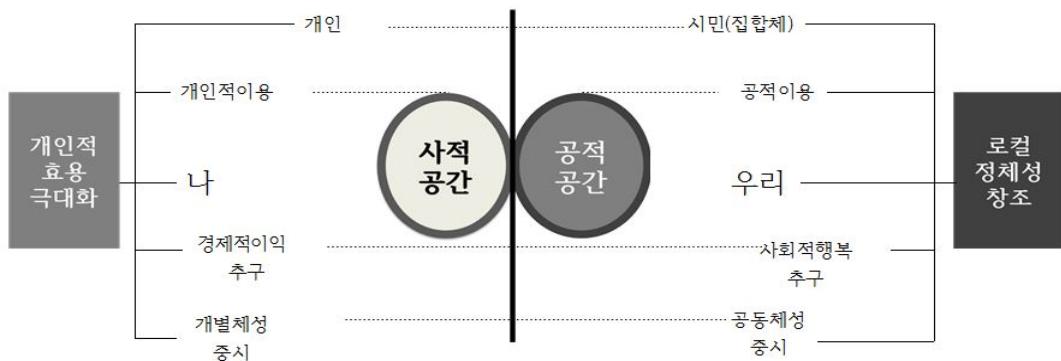 개인
시민(집합체)
개인적이용
공적이용
개인적
효용
극대화
나
사적
공간
공적
공간
우리
로컬
정체성
창조
경제적이익
추구
사회적행복
추구
개별체성
중시
공동체성
중시